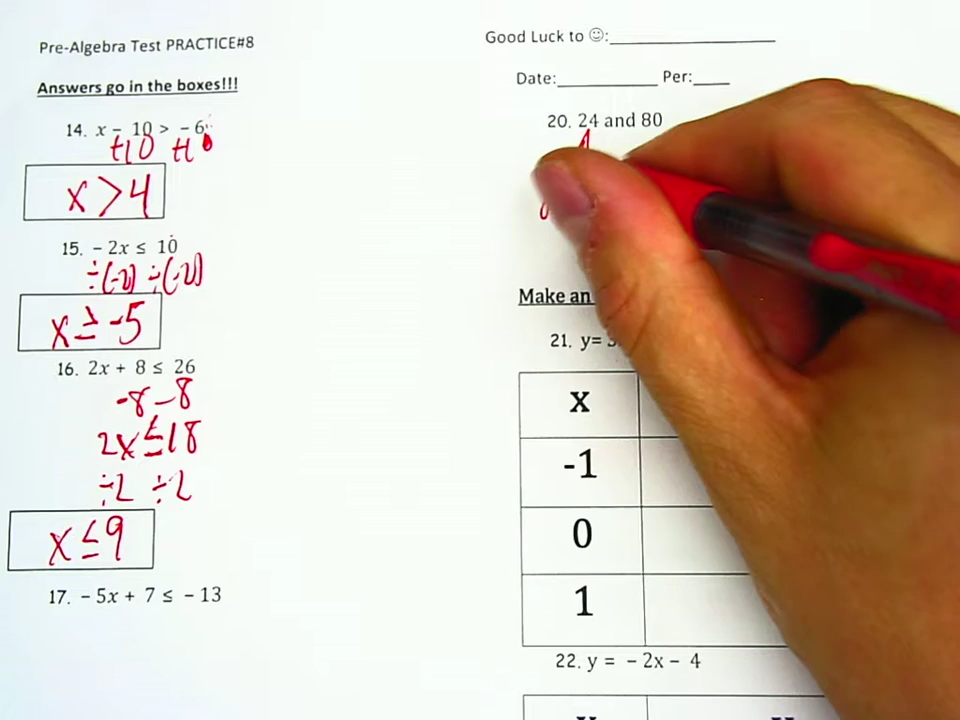 Pre-Algebra Test PRACTICE#8
Answers go in the boxes!!!
14. x - 10 > - 6
+10 +10
x > 4
15. - 2x ≤ 10
÷(-2) ÷(-2)
x ≥ -5
16. 2x + 8 ≤ 26
-8 -8
2x ≤ 18
÷2 ÷2
x ≤ 9
17. - 5x + 7 ≤ - 13
Good Luck to ☺:
Date: Per:
20. 24 and 80
Make an
21. y=
x
-1
0
1
22. y = - 2x - 4